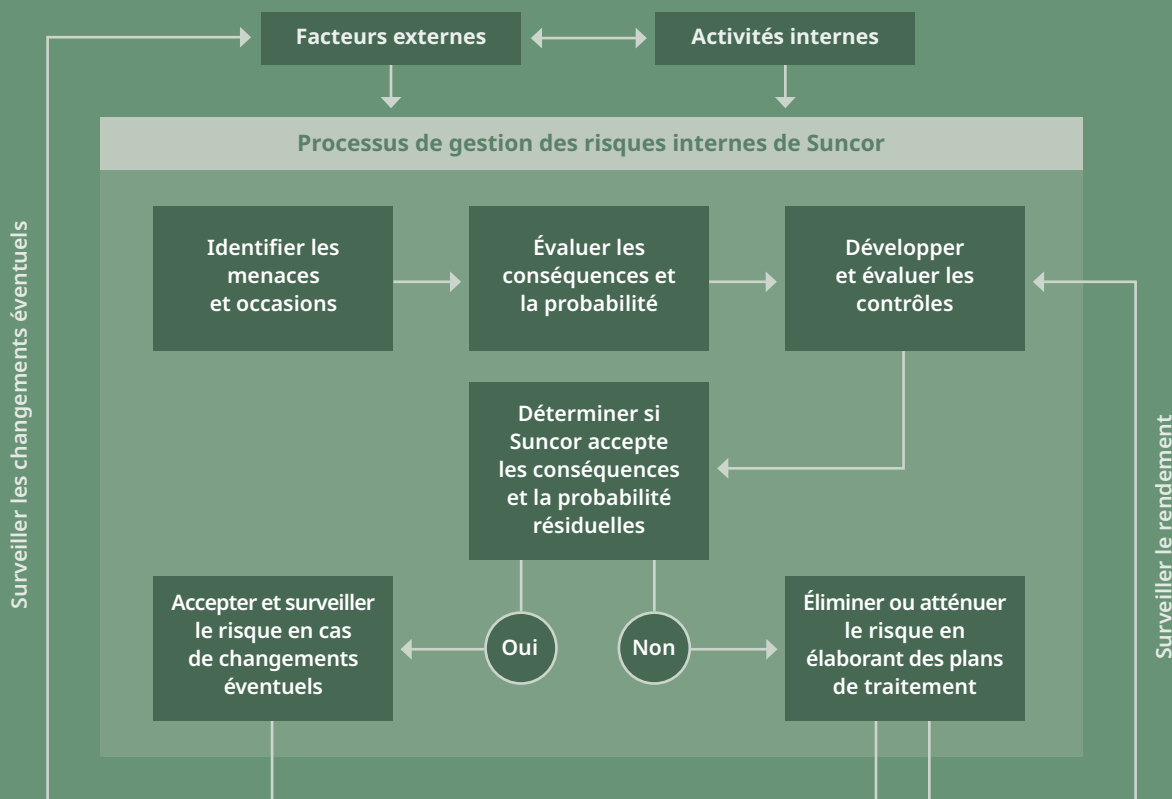 Facteurs externes
Activités internes
Processus de gestion des risques internes de Suncor
Identifier les
menaces
et occasions
Évaluer les
conséquences et
la probabilité
Développer
et évaluer les
contrôles
Déterminer si
Suncor accepte
les conséquences
et la probabilité
résiduelles
Oui
Non
Accepter et surveiller
le risque en cas
de changements
éventuels
Éliminer ou atténuer
le risque en
élaborant des plans
de traitement
Surveiller les changements éventuels
Surveiller le rendement